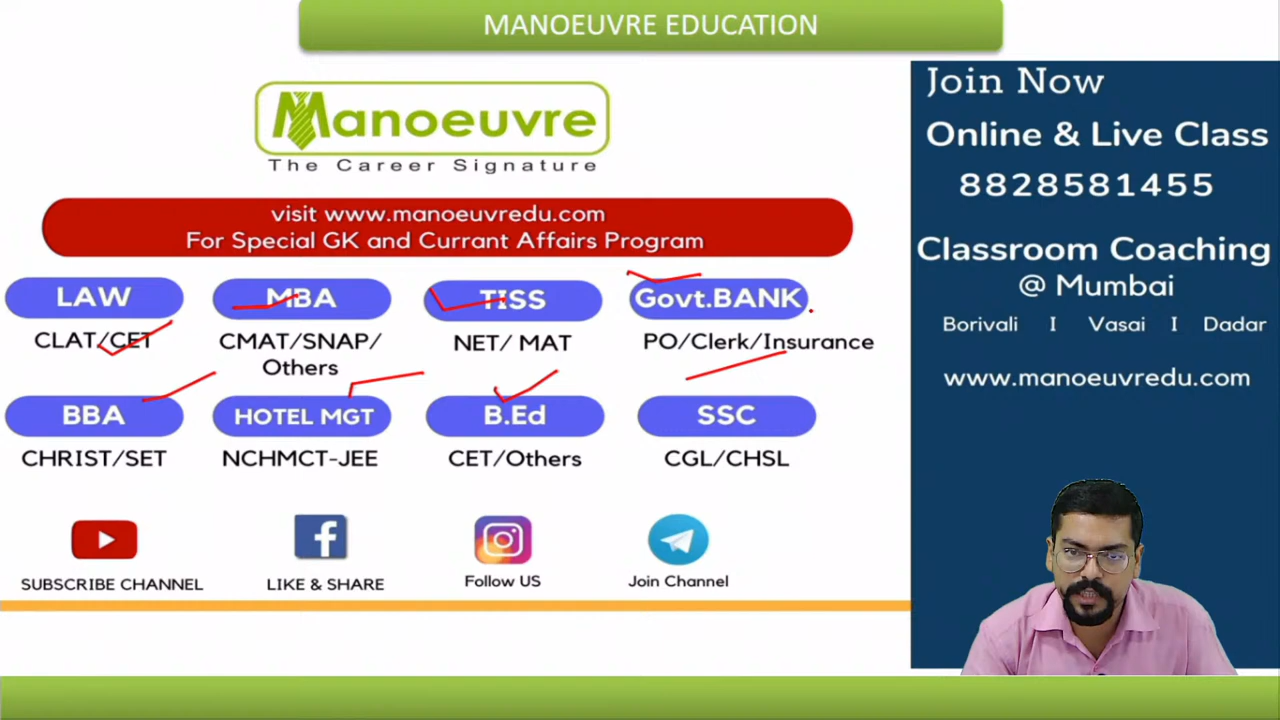 MANOEUVRE EDUCATION
Manoeuvre
The Career Signature
visit www.manoeuvredu.com
For Special GK and Currant Affairs Program
LAW
CLAT/CET
MBA
CMAT/SNAP/
Others
TISS
NET/ MAT
Govt.BANK
PO/Clerk/Insurance
BBA
CHRIST/SET
HOTEL MGT
NCHMCT-JEE
B.Ed
CET/Others
SSC
CGL/CHSL
SUBSCRIBE CHANNEL
LIKE & SHARE
Follow US
Join Channel
Join Now
Online & Live Class
8828581455
Classroom Coaching
@ Mumbai
Borivali I Vasai I Dadar
www.manoeuvredu.com